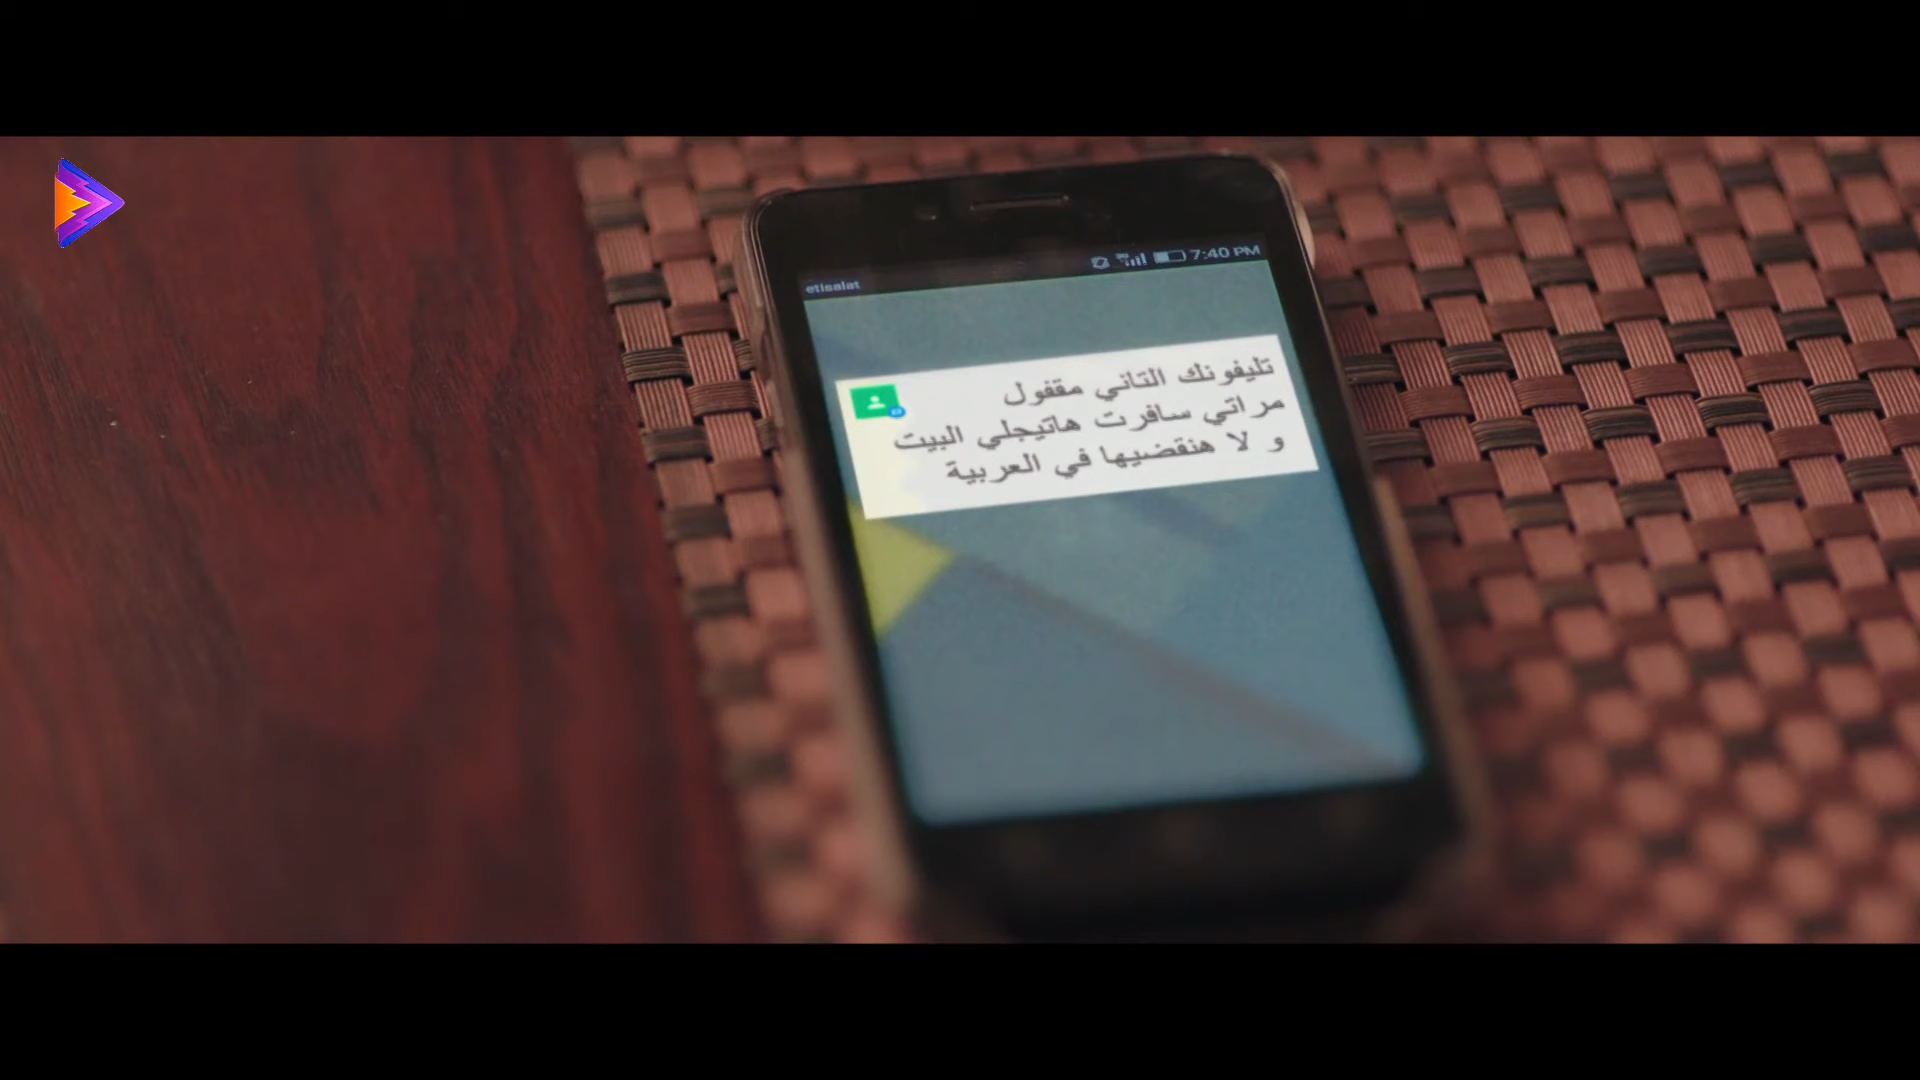 etisalat 7:40 PM
تليفونك التاني مقفول
مراتي سافرت هاتيجلي البيت
و لا هنقضيها في العربية